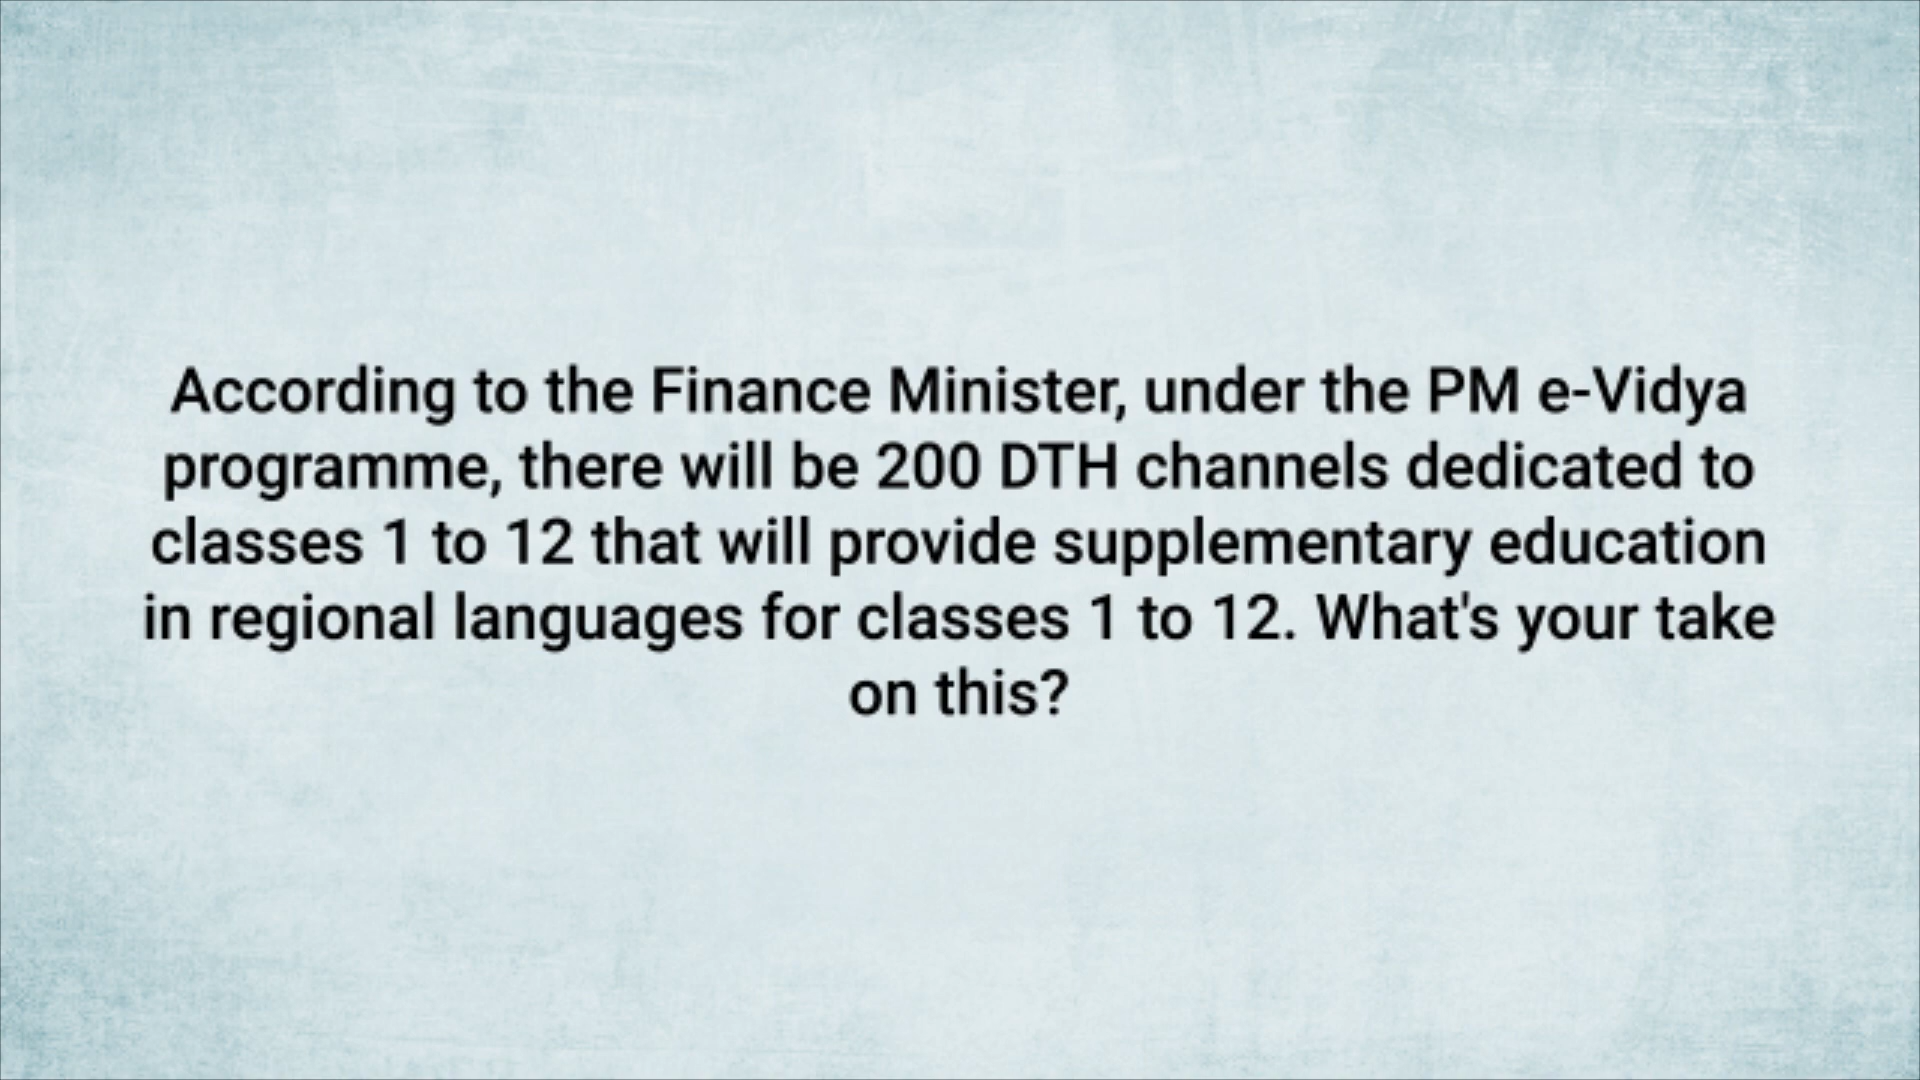 According to the Finance Minister, under the PM e-Vidya
programme, there will be 200 DTH channels dedicated to
classes 1 to 12 that will provide supplementary education
in regional languages for classes 1 to 12. What's your take
on this?